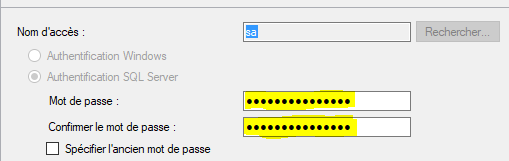 Nom d'accès : sa Rechercher...
Authentification Windows
Authentification SQL Server
Mot de passe : ●●●●●●●●●●●●●●●
Confirmer le mot de passe : ●●●●●●●●●●●●●●●
Spécifier l'ancien mot de passe